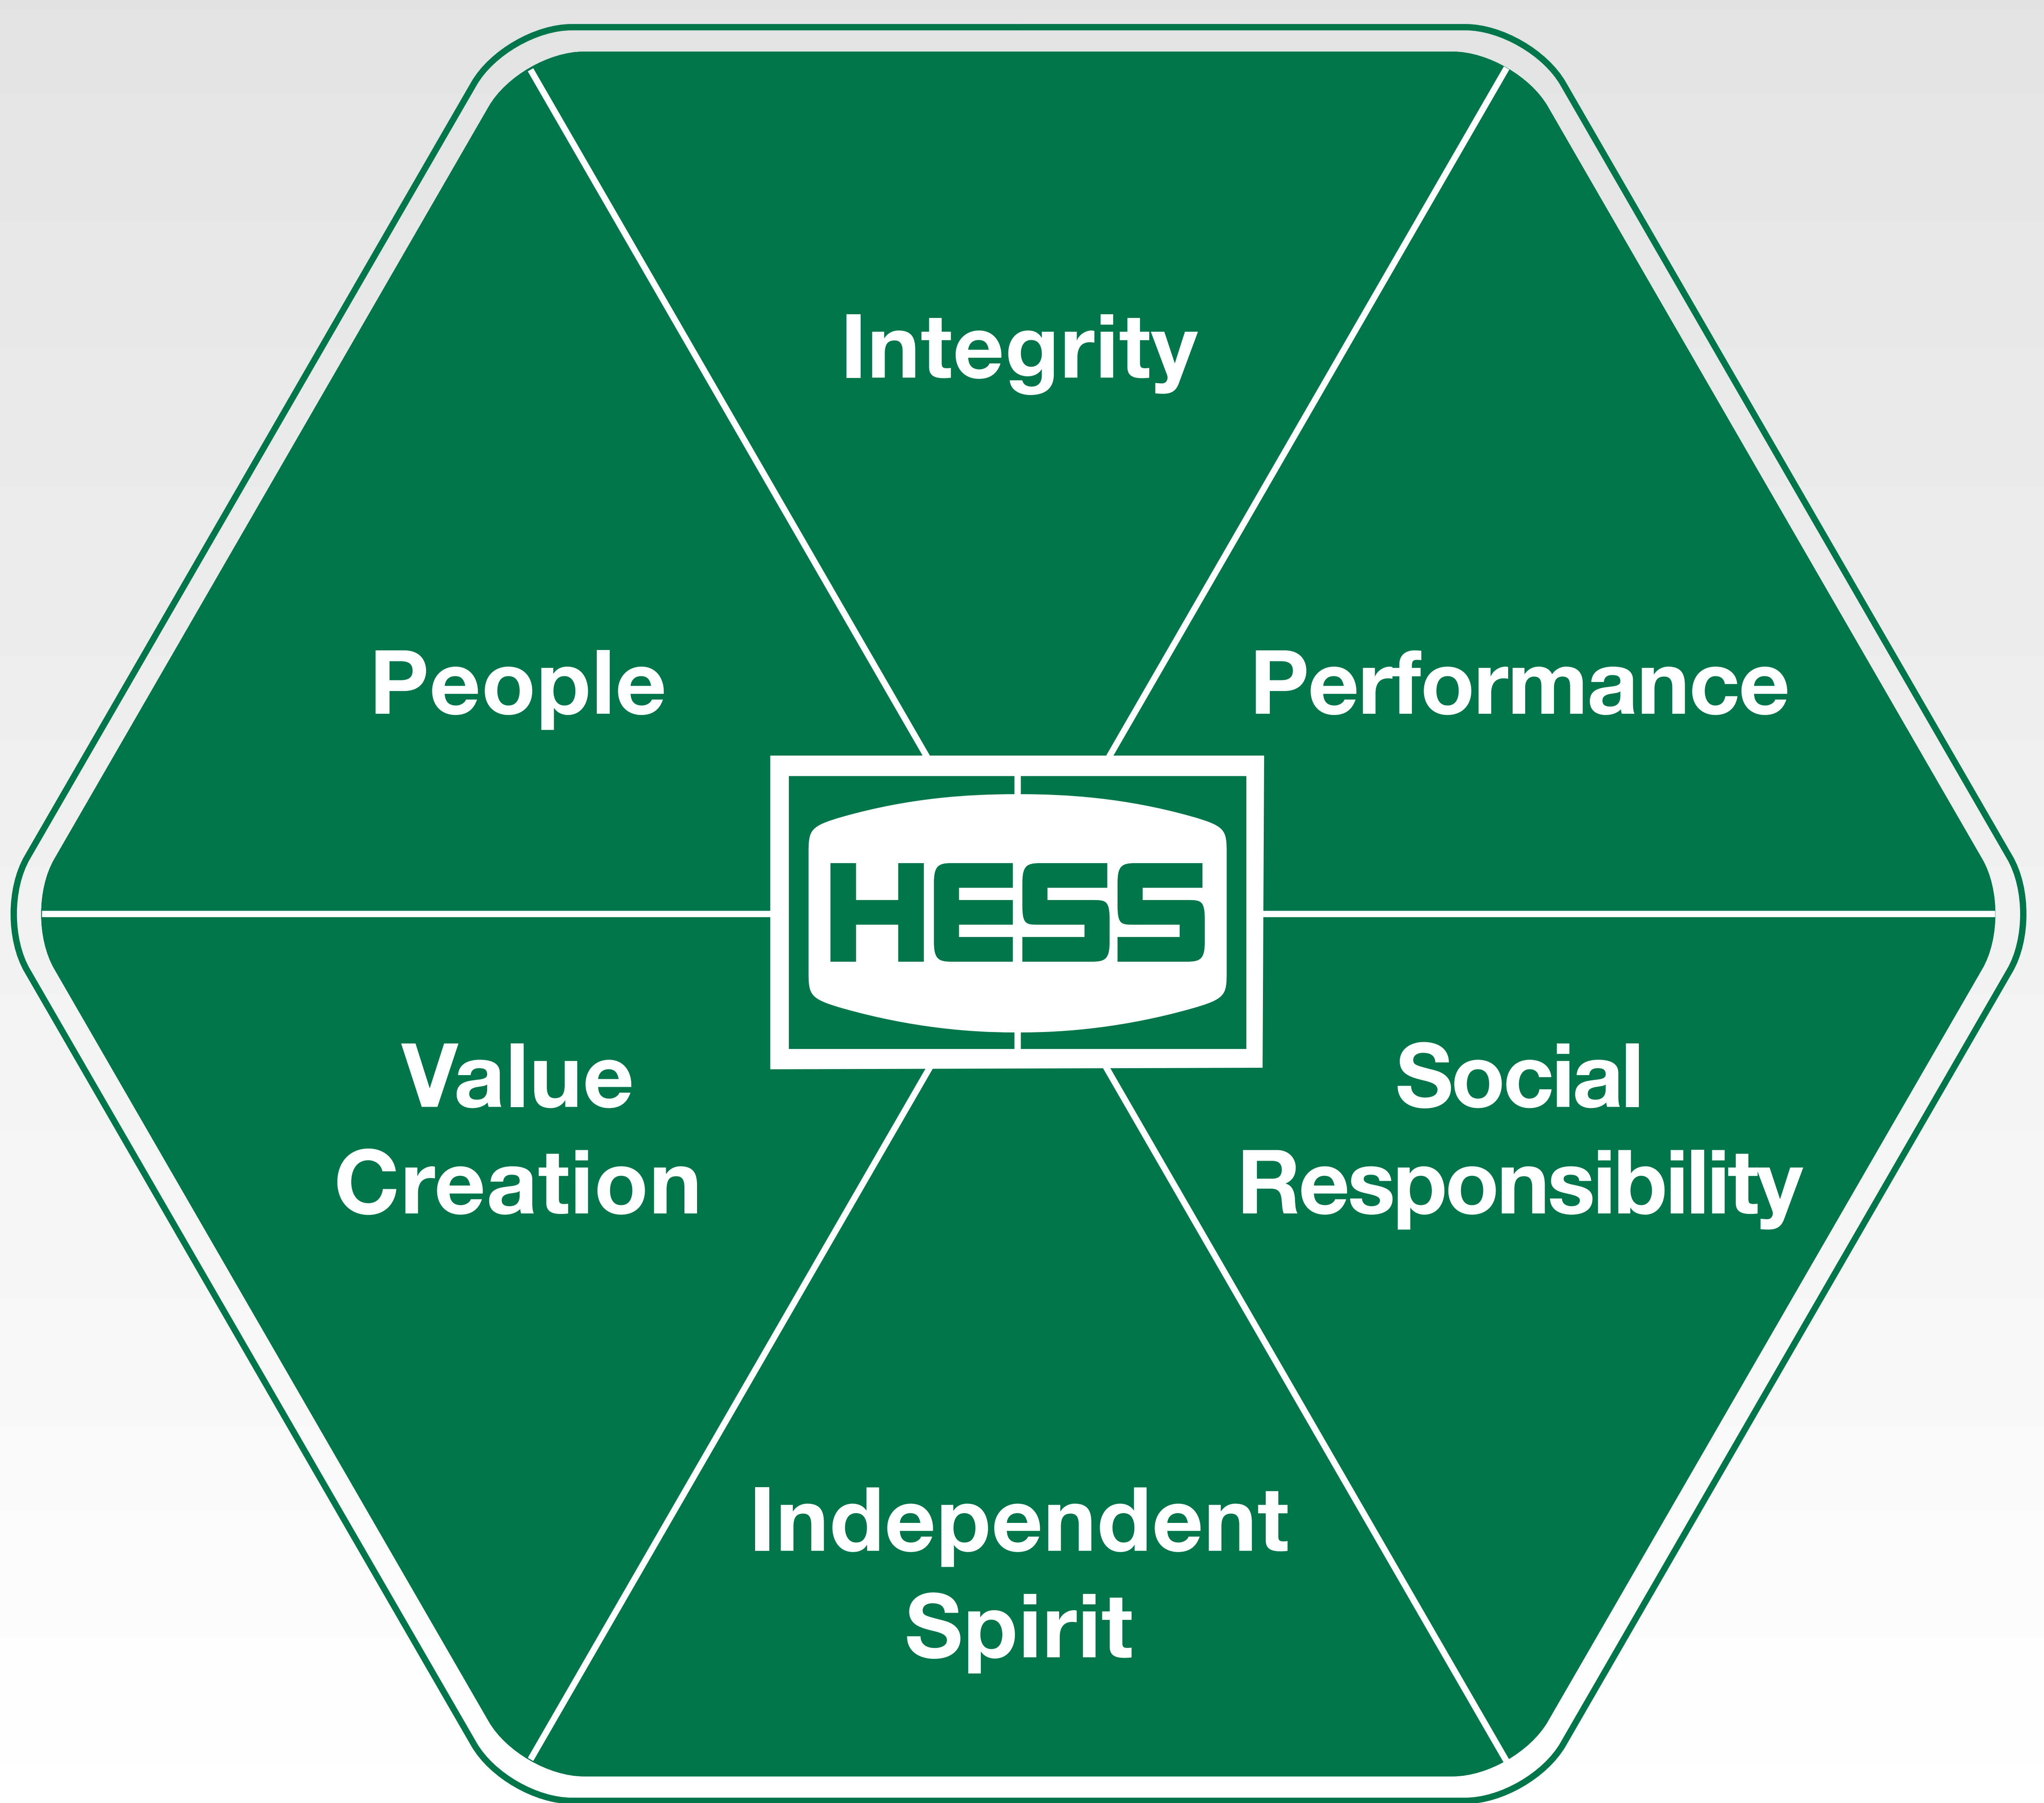 Integrity
People
Performance
HESS
Value
Creation
Social
Responsibility
Independent
Spirit